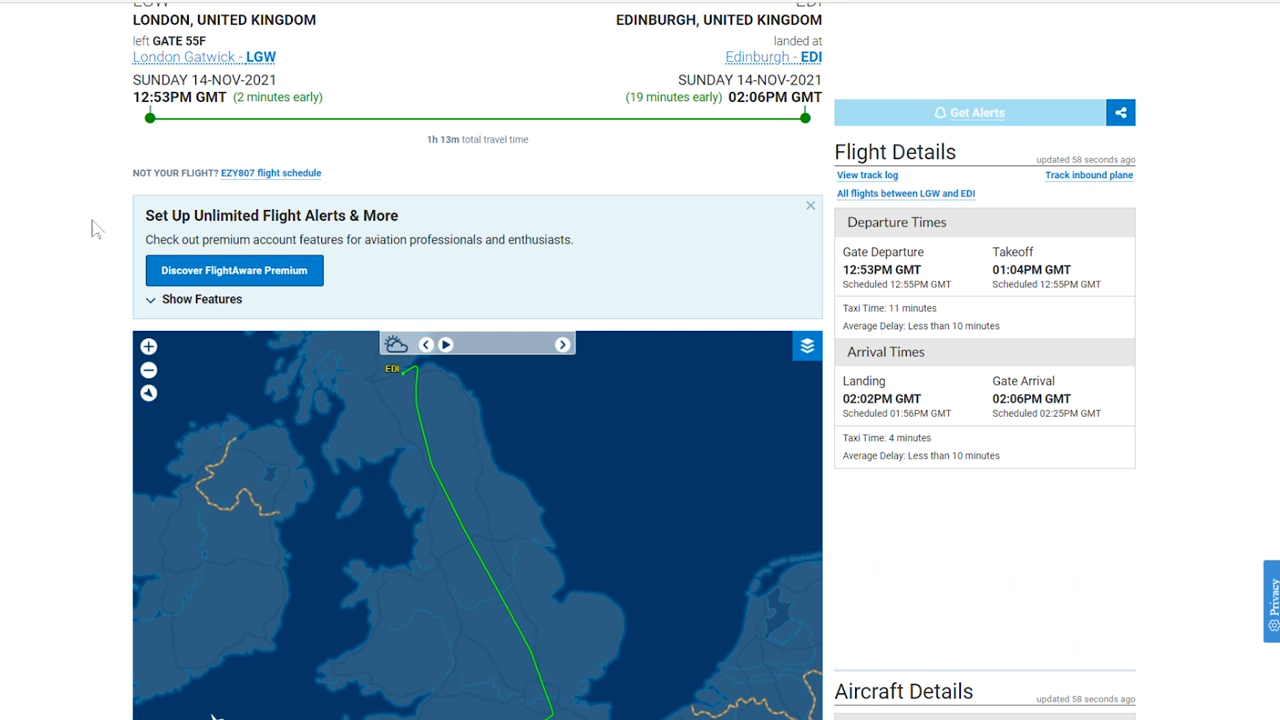 LGW
EDI
LONDON, UNITED KINGDOM
EDINBURGH, UNITED KINGDOM
left GATE 55F
landed at
London Gatwick - LGW
Edinburgh - EDI
SUNDAY 14-NOV-2021
SUNDAY 14-NOV-2021
12:53PM GMT (2 minutes early)
(19 minutes early) 02:06PM GMT
1h 13m total travel time
NOT YOUR FLIGHT? EZY807 flight schedule
Set Up Unlimited Flight Alerts & More
Check out premium account features for aviation professionals and enthusiasts.
Discover FlightAware Premium
Show Features
EDI
Get Alerts
Flight Details
updated 58 seconds ago
View track log
Track inbound plane
All flights between LGW and EDI
Departure Times
Gate Departure
Takeoff
12:53PM GMT
01:04PM GMT
Scheduled 12:55PM GMT
Scheduled 12:55PM GMT
Taxi Time: 11 minutes
Average Delay: Less than 10 minutes
Arrival Times
Landing
Gate Arrival
02:02PM GMT
02:06PM GMT
Scheduled 01:56PM GMT
Scheduled 02:25PM GMT
Taxi Time: 4 minutes
Average Delay: Less than 10 minutes
Privacy
Aircraft Details
updated 58 seconds ago